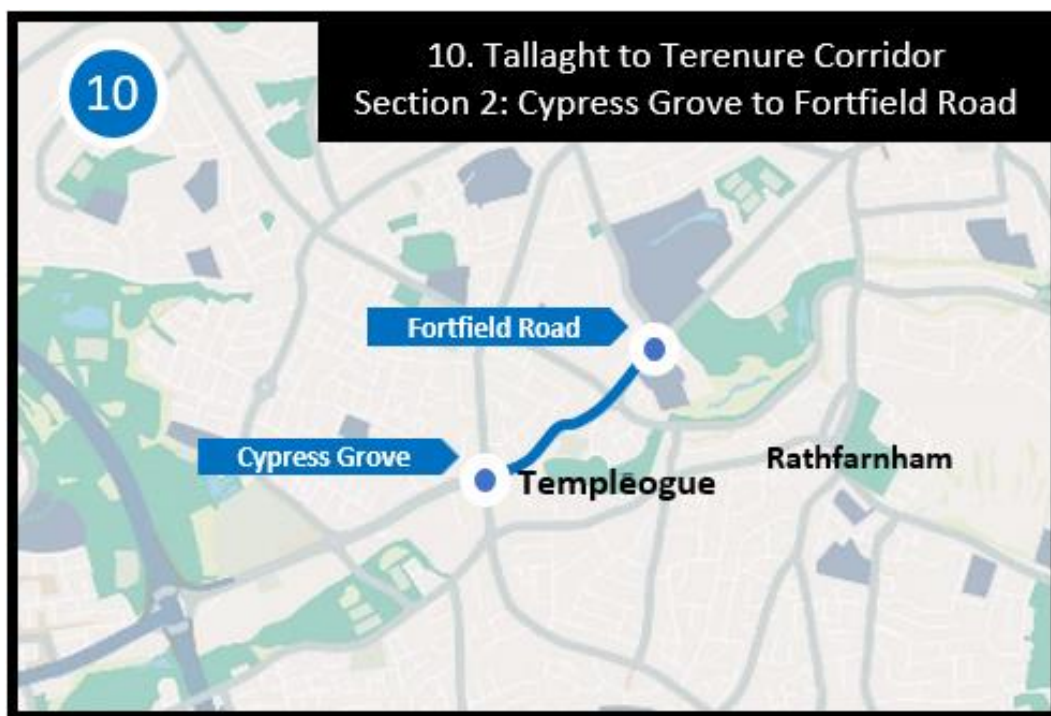 10
10. Tallaght to Terenure Corridor
Section 2: Cypress Grove to Fortfield Road
Fortfield Road
Cypress Grove
Templeogue
Rathfarnham